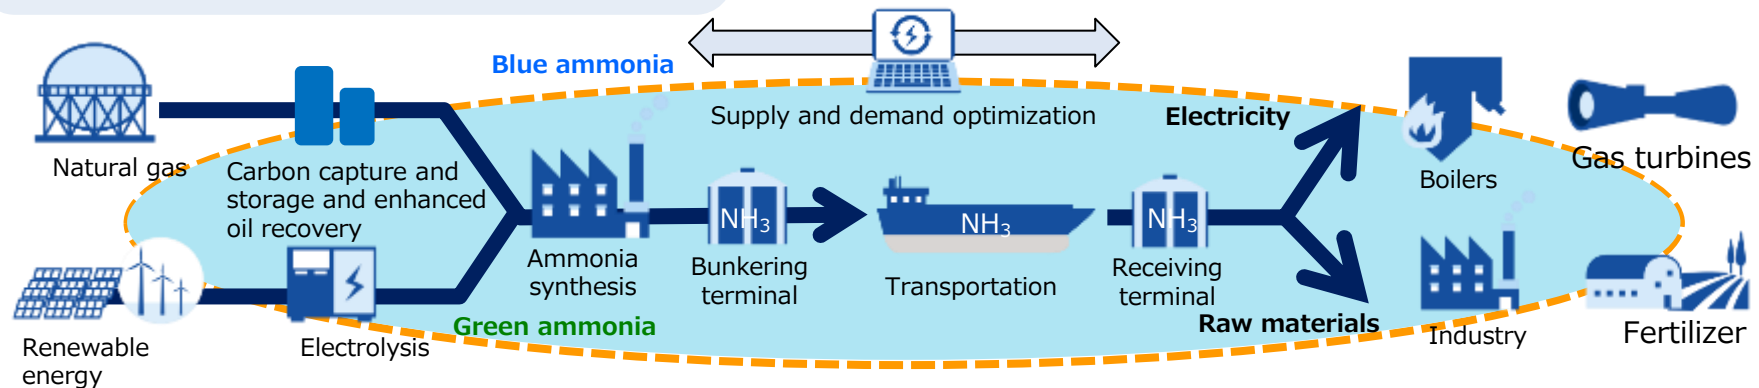 Blue ammonia
Supply and demand optimization
Electricity
Natural gas
Carbon capture and
storage and enhanced
oil recovery
Boilers
Gas turbines
NH₃
NH₃
NH₃
Ammonia
synthesis
Bunkering
terminal
Transportation
Receiving
terminal
Green ammonia
Raw materials
Renewable
energy
Electrolysis
Industry
Fertilizer